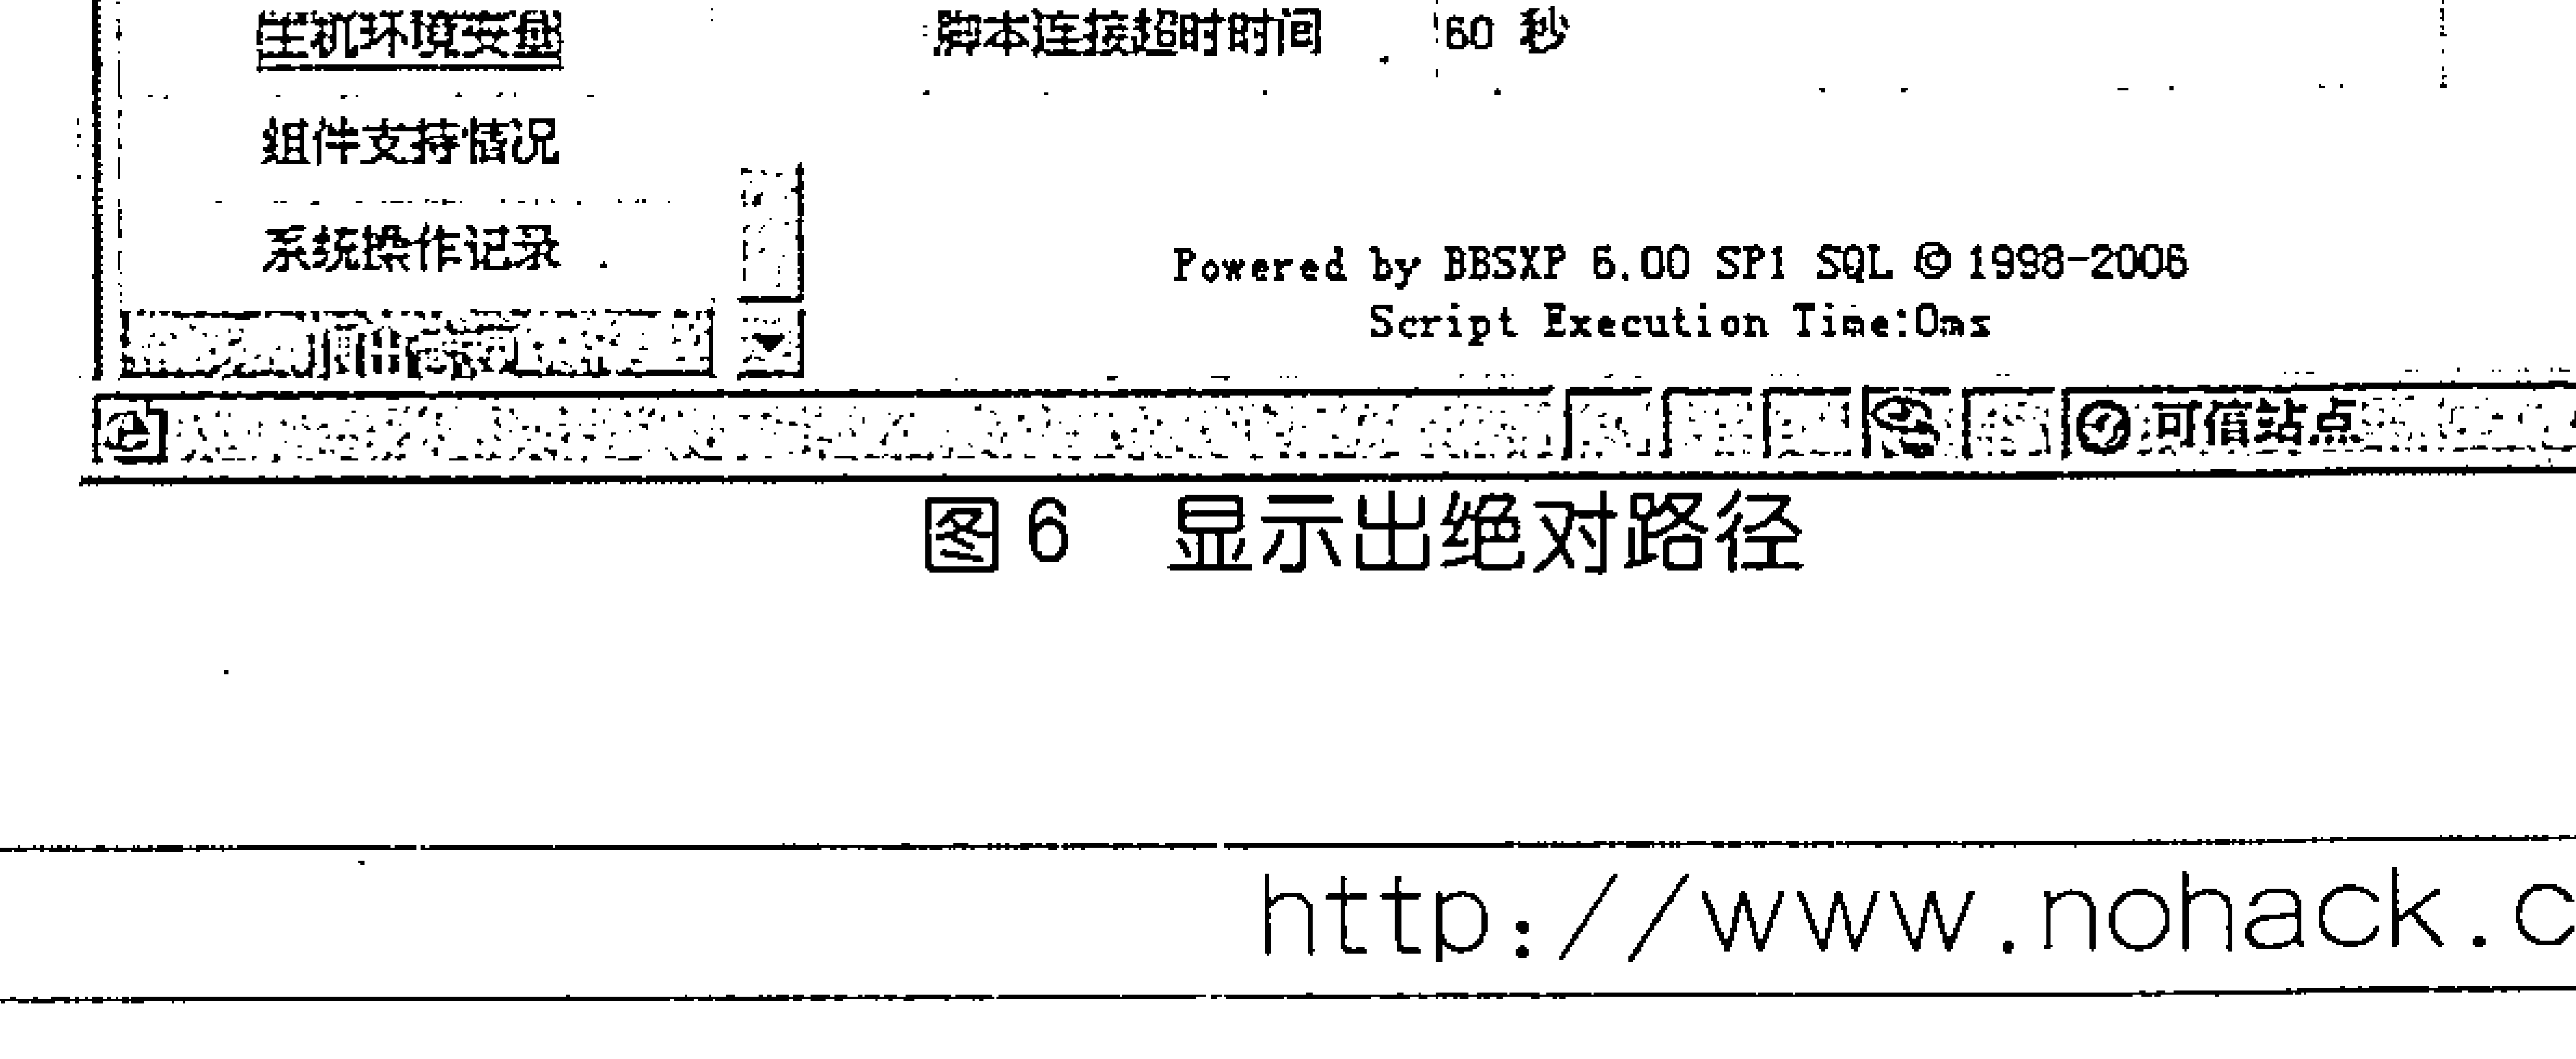 主机环境变量
脚本连接超时时间 60 秒
组件支持情况
系统操作记录
Powered by BBSXP 6.00 SP1 SQL © 1998-2006
Script Execution Time:0ms
可信站点
图 6 显示出绝对路径
http://www.nohack.c